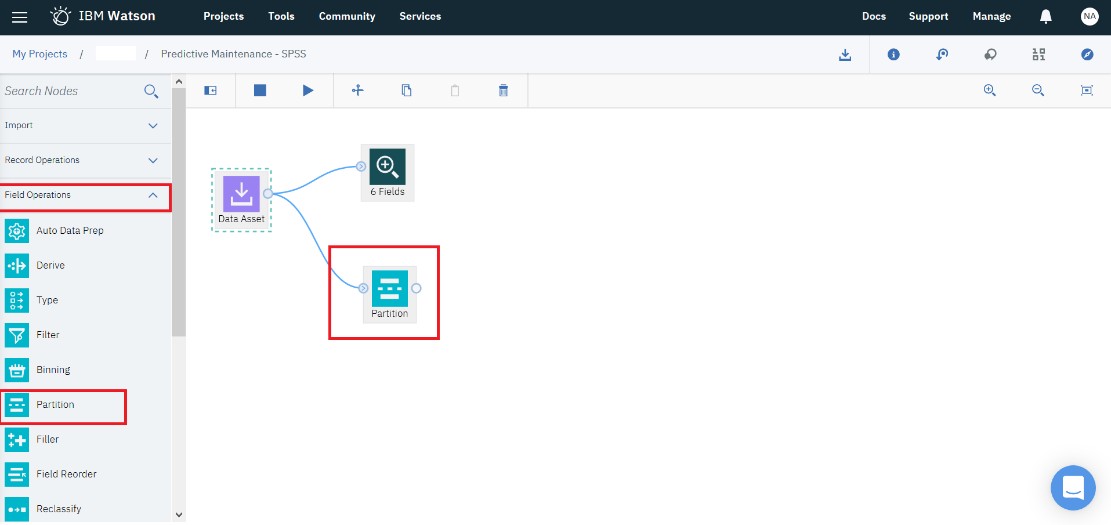 IBM Watson
Projects
Tools
Community
Services
Docs
Support
Manage
NA
My Projects / / Predictive Maintenance - SPSS
Search Nodes
Import
Record Operations
Field Operations
Auto Data Prep
Derive
Type
Filter
Binning
Partition
Filler
Field Reorder
Reclassify
Data Asset
6 Fields
Partition